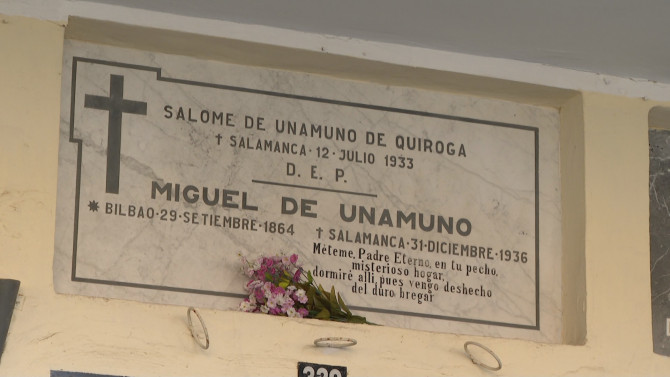 SALOME DE UNAMUNO DE QUIROGA
† SALAMANCA·12·JULIO 1933
D. E. P.
MIGUEL DE UNAMUNO
* BILBAO·29·SETIEMBRE·1864 † SALAMANCA·31·DICIEMBRE·1936
Méteme, Padre Eterno, en tu pecho,
misterioso hogar,
dormiré alli pues vengo deshecho
del duro bregar